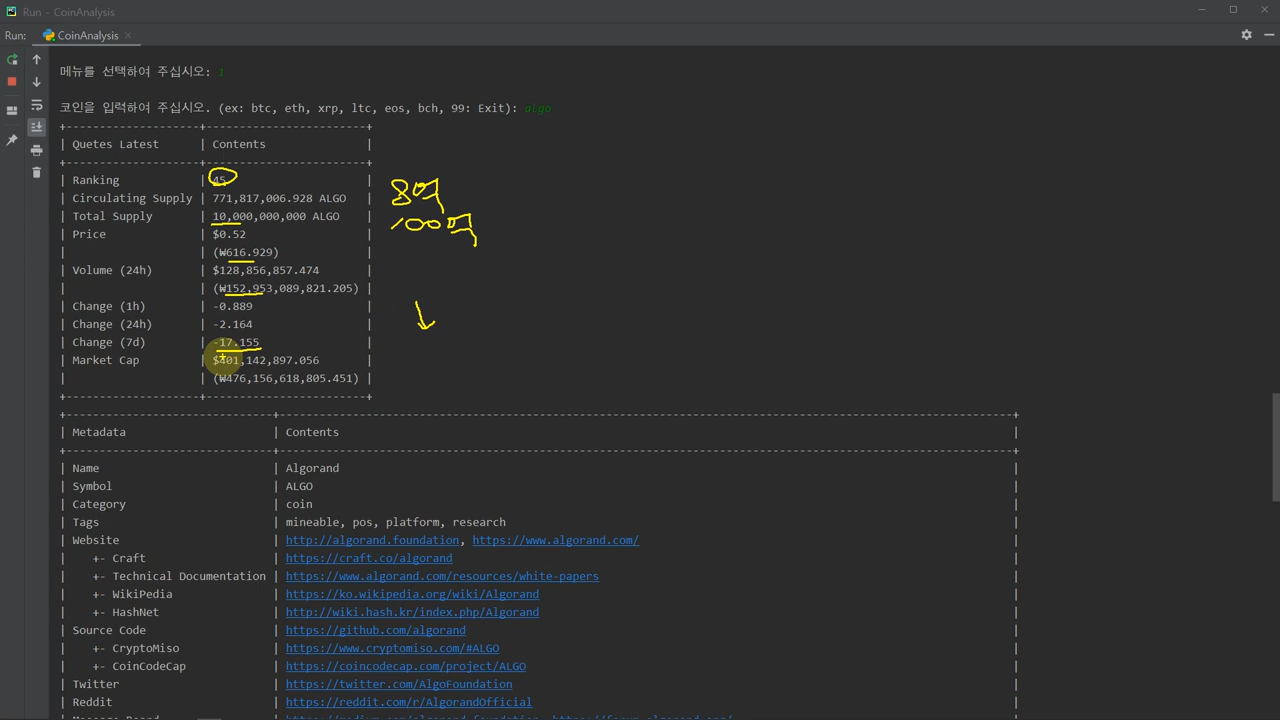 Run - CoinAnalysis
Run: CoinAnalysis
메뉴를 선택하여 주십시오: 1
코인을 입력하여 주십시오. (ex: btc, eth, xrp, ltc, eos, bch, 99: Exit): algo
| Quetes Latest | Contents |
| Ranking | 45 |
8억
| Circulating Supply | 771,817,006.928 ALGO |
| Total Supply | 10,000,000,000 ALGO |
100억
| Price | $0.52 |
| | (₩616.929) |
| Volume (24h) | $128,856,857.474 |
| | (₩152,953,089,821.205) |
| Change (1h) | -0.889 |
| Change (24h) | -2.164 |
| Change (7d) | -17.155 |
| Market Cap | $401,142,897.056 |
| | (₩476,156,618,805.451) |
| Metadata | Contents |
| Name | Algorand
| Symbol | ALGO
| Category | coin
| Tags | mineable, pos, platform, research
| Website | http://algorand.foundation, https://www.algorand.com/
| +- Craft | https://craft.co/algorand
| +- Technical Documentation | https://www.algorand.com/resources/white-papers
| +- WikiPedia | https://ko.wikipedia.org/wiki/Algorand
| +- HashNet | http://wiki.hash.kr/index.php/Algorand
| Source Code | https://github.com/algorand
| +- CryptoMiso | https://www.cryptomiso.com/#ALGO
| +- CoinCodeCap | https://coincodecap.com/project/ALGO
| Twitter | https://twitter.com/AlgoFoundation
| Reddit | https://reddit.com/r/AlgorandOfficial